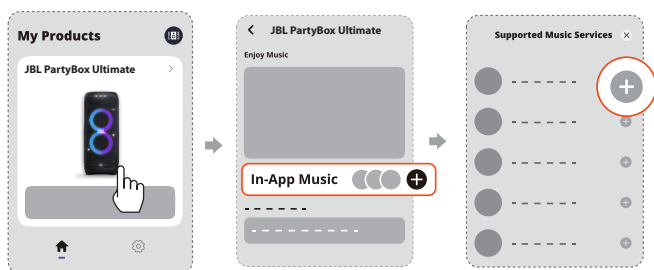 My Products
JBL PartyBox Ultimate
JBL PartyBox Ultimate
Enjoy Music
In-App Music
Supported Music Services